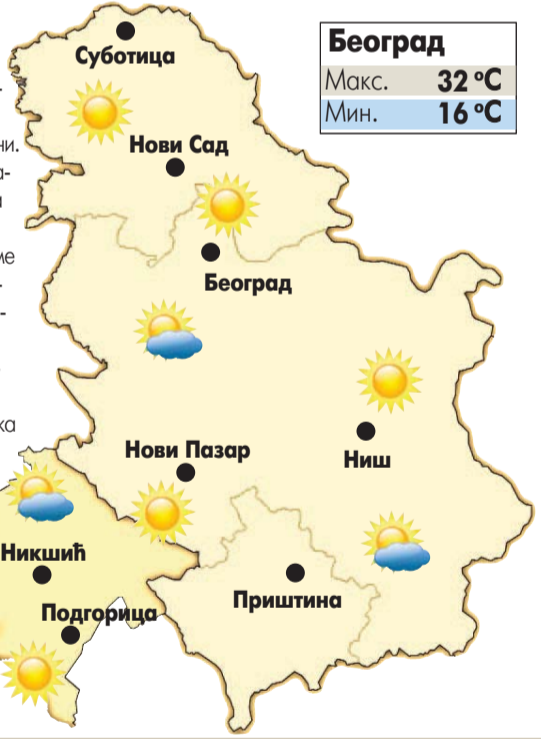 Суботица
Београд
Макс. 32 °C
Мин. 16 °C
Нови Сад
Београд
Нови Пазар
Ниш
Никшић
Приштина
Подгорица